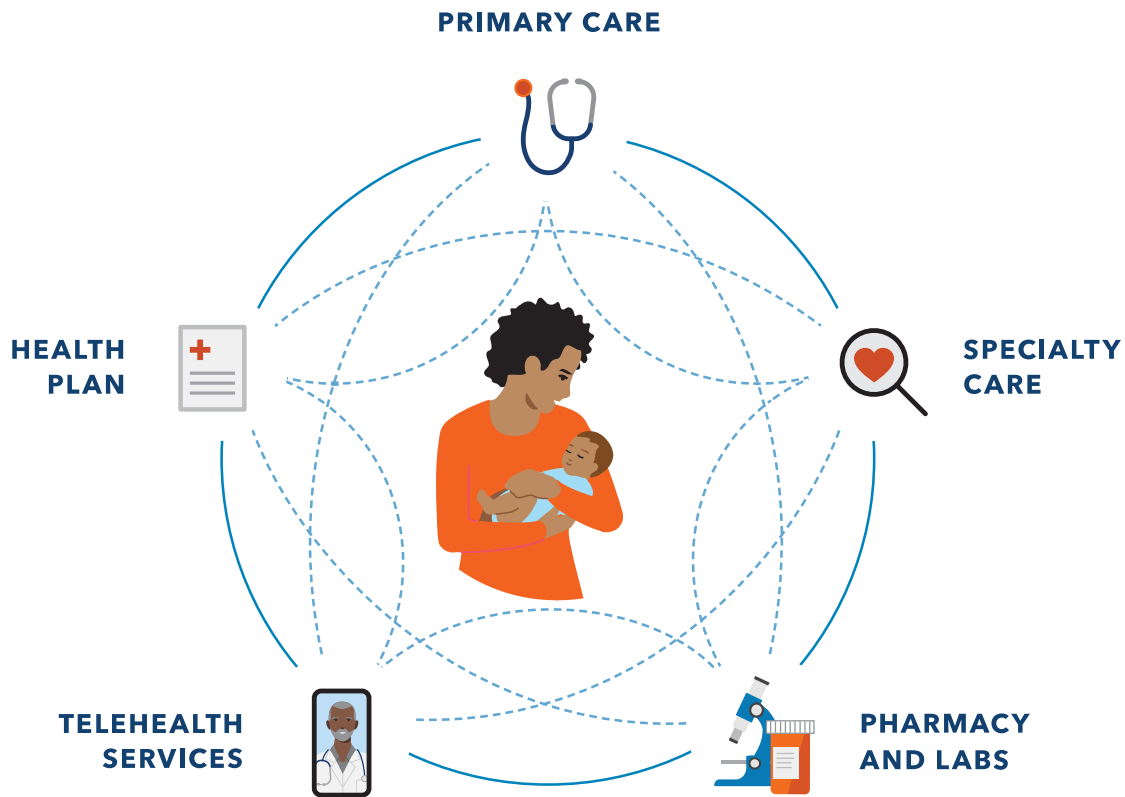 PRIMARY CARE
HEALTH
PLAN
SPECIALTY
CARE
TELEHEALTH
SERVICES
PHARMACY
AND LABS